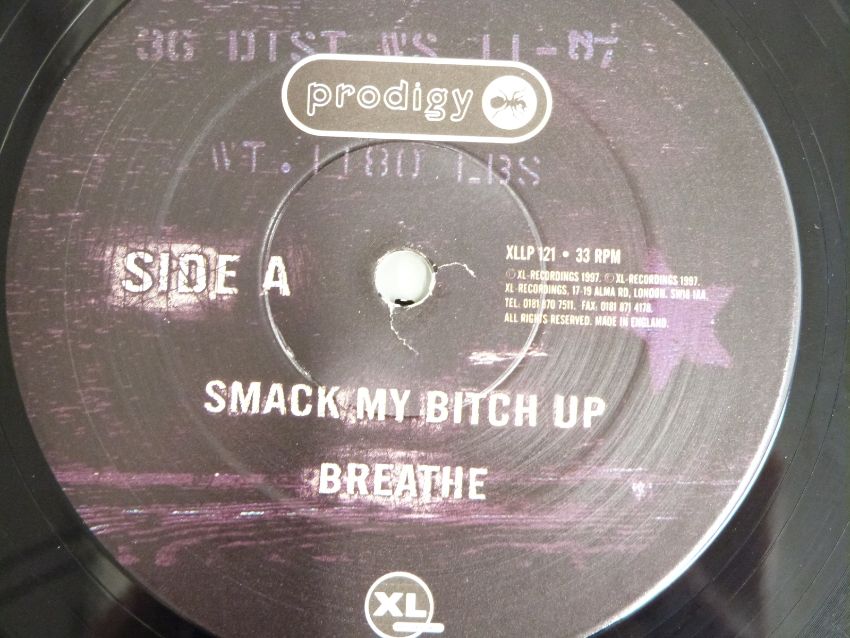 3G DIST WS 11-87
prodigy
WT. 1180 LBS
SIDE A
XLLP 121 • 33 RPM
Ⓟ XL-RECORDINGS 1997. © XL-RECORDINGS 1997.
XL-RECORDINGS, 17-19 ALMA RD, LONDON. SW18 1AA.
TEL: 0181 870 7511. FAX: 0181 871 4178.
ALL RIGHTS RESERVED. MADE IN ENGLAND.
SMACK MY BITCH UP
BREATHE
XL